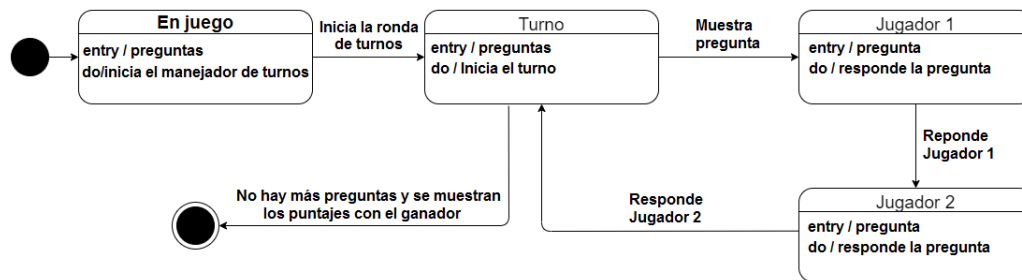 En juego
entry / preguntas
do/inicia el manejador de turnos
Inicia la ronda
de turnos
Turno
entry / preguntas
do / Inicia el turno
Muestra
pregunta
Jugador 1
entry / pregunta
do / responde la pregunta
Reponde
Jugador 1
Jugador 2
entry / pregunta
do / responde la pregunta
Responde
Jugador 2
No hay más preguntas y se muestran
los puntajes con el ganador